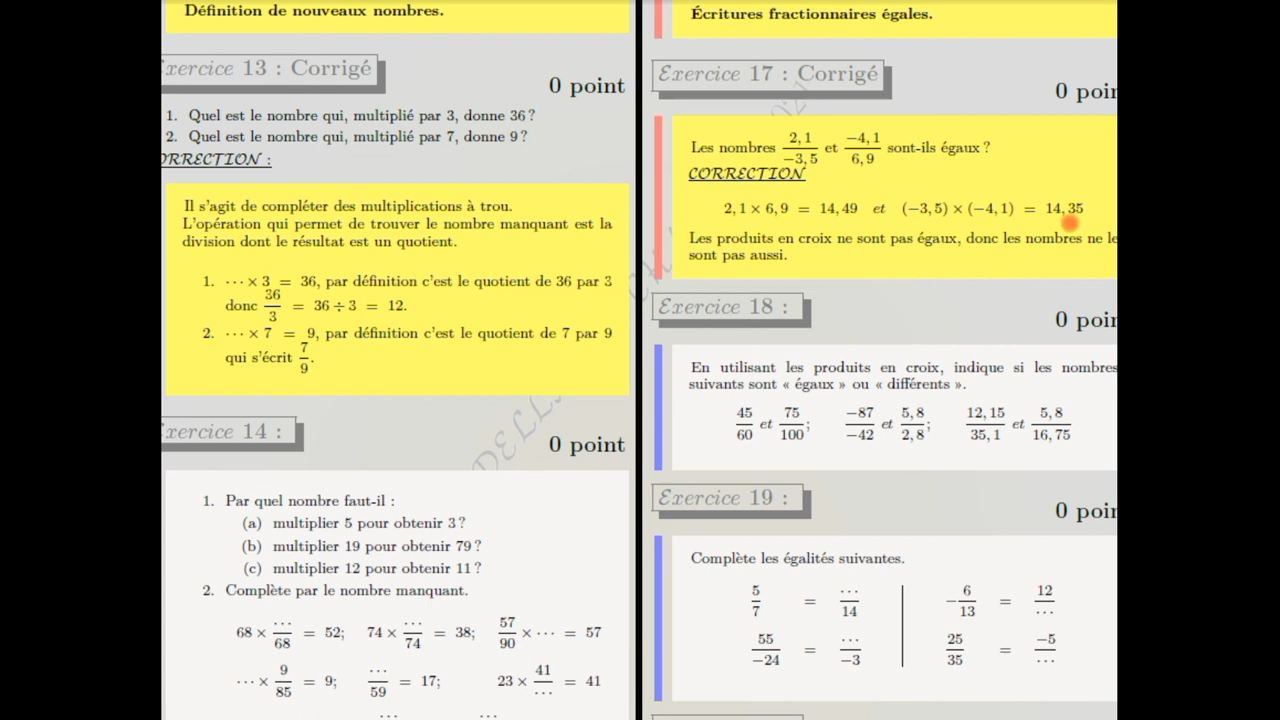 Définition de nouveaux nombres.
Exercice 13 : Corrigé
0 point
1. Quel est le nombre qui, multiplié par 3, donne 36 ?
2. Quel est le nombre qui, multiplié par 7, donne 9 ?
ORRECTION :
Il s'agit de compléter des multiplications à trou.
L'opération qui permet de trouver le nombre manquant est la
division dont le résultat est un quotient.
1. ··· × 3 = 36, par définition c'est le quotient de 36 par 3
donc 36/3 = 36 ÷ 3 = 12.
2. ··· × 7 = 9, par définition c'est le quotient de 7 par 9
qui s'écrit 7/9.
Exercice 14 :
0 point
1. Par quel nombre faut-il :
(a) multiplier 5 pour obtenir 3 ?
(b) multiplier 19 pour obtenir 79 ?
(c) multiplier 12 pour obtenir 11 ?
2. Complète par le nombre manquant.
68 × ···/68 = 52; 74 × ···/74 = 38; 57/90 × ··· = 57
··· × 9/85 = 9; ···/59 = 17; 23 × 41/··· = 41
··· ···
Écritures fractionnaires égales.
Exercice 17 : Corrigé
0 poin
Les nombres 2,1/−3,5 et −4,1/6,9 sont-ils égaux ?
CORRECTION
2,1 × 6,9 = 14,49 et (−3,5) × (−4,1) = 14,35
Les produits en croix ne sont pas égaux, donc les nombres ne le
sont pas aussi.
Exercice 18 :
0 poin
En utilisant les produits en croix, indique si les nombres
suivants sont « égaux » ou « différents ».
45/60 et 75/100; −87/−42 et 5,8/2,8; 12,15/35,1 et 5,8/16,75
Exercice 19 :
0 poin
Complète les égalités suivantes.
5/7 = ···/14 −6/13 = 12/···
55/−24 = ···/−3 25/35 = −5/···